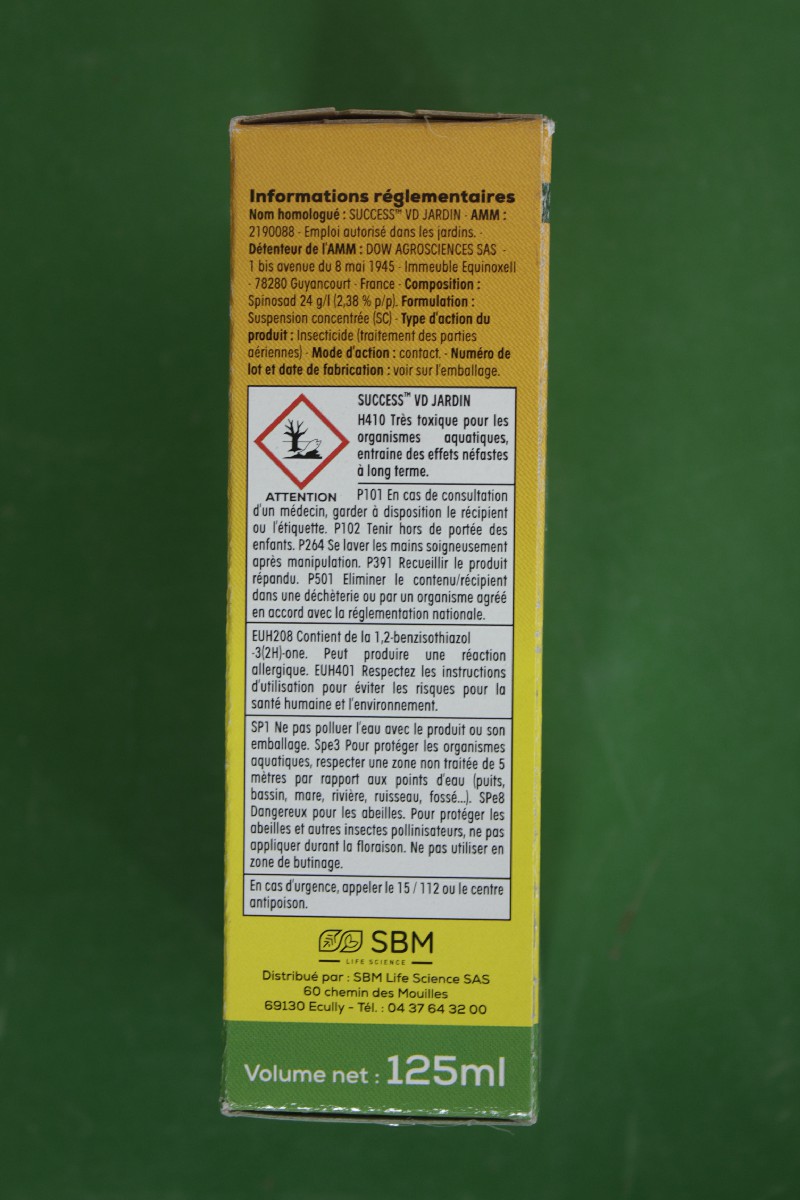 Informations réglementaires
Nom homologué : SUCCESS™ VD JARDIN - AMM :
2190088 - Emploi autorisé dans les jardins. -
Détenteur de l'AMM : DOW AGROSCIENCES SAS -
1 bis avenue du 8 mai 1945 - Immeuble Equinoxell
- 78280 Guyancourt - France - Composition :
Spinosad 24 g/l (2,38 % p/p). Formulation :
Suspension concentrée (SC) - Type d'action du
produit : Insecticide (traitement des parties
aériennes) - Mode d'action : contact. - Numéro de
lot et date de fabrication : voir sur l'emballage.
SUCCESS™ VD JARDIN
H410 Très toxique pour les
organismes aquatiques,
entraine des effets néfastes
à long terme.
ATTENTION
P101 En cas de consultation
d'un médecin, garder à disposition le récipient
ou l'étiquette. P102 Tenir hors de portée des
enfants. P264 Se laver les mains soigneusement
après manipulation. P391 Recueillir le produit
répandu. P501 Eliminer le contenu/récipient
dans une déchèterie ou par un organisme agréé
en accord avec la réglementation nationale.
EUH208 Contient de la 1,2-benzisothiazol
-3(2H)-one. Peut produire une réaction
allergique. EUH401 Respectez les instructions
d'utilisation pour éviter les risques pour la
santé humaine et l'environnement.
SP1 Ne pas polluer l'eau avec le produit ou son
emballage. Spe3 Pour protéger les organismes
aquatiques, respecter une zone non traitée de 5
mètres par rapport aux points d'eau (puits,
bassin, mare, rivière, ruisseau, fossé...). SPe8
Dangereux pour les abeilles. Pour protéger les
abeilles et autres insectes pollinisateurs, ne pas
appliquer durant la floraison. Ne pas utiliser en
zone de butinage.
En cas d'urgence, appeler le 15 / 112 ou le centre
antipoison.
SBM
LIFE SCIENCE
Distribué par : SBM Life Science SAS
60 chemin des Mouilles
69130 Ecully - Tél. : 04 37 64 32 00
Volume net : 125ml